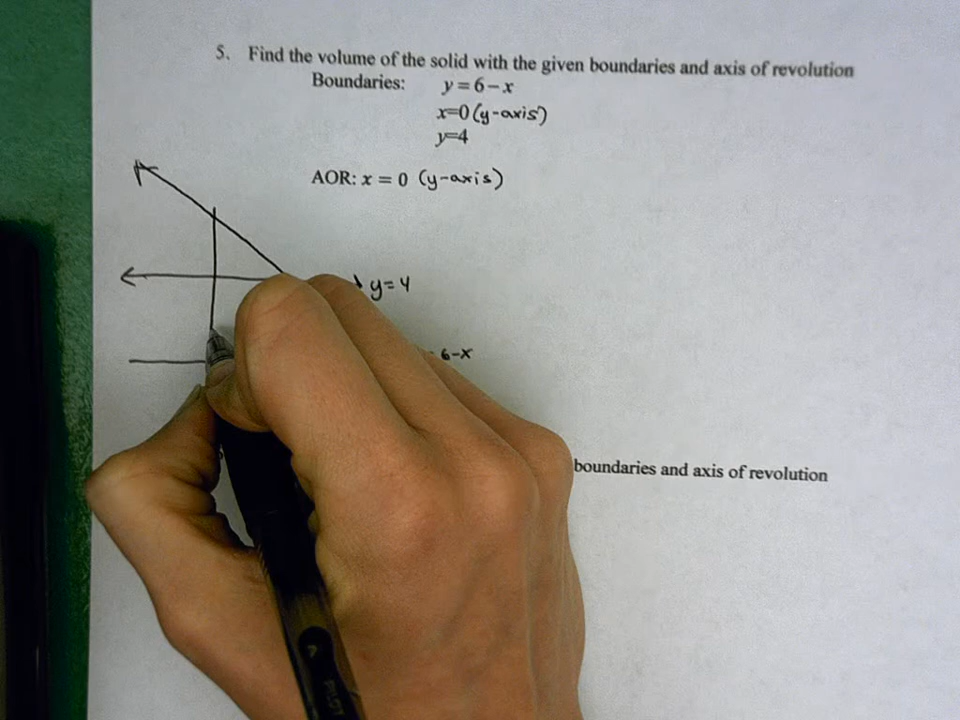 5. Find the volume of the solid with the given boundaries and axis of revolution
Boundaries: y = 6 – x
x=0 (y-axis)
y=4
AOR: x = 0 (y-axis)
y = 4
6-x
boundaries and axis of revolution
PILOT